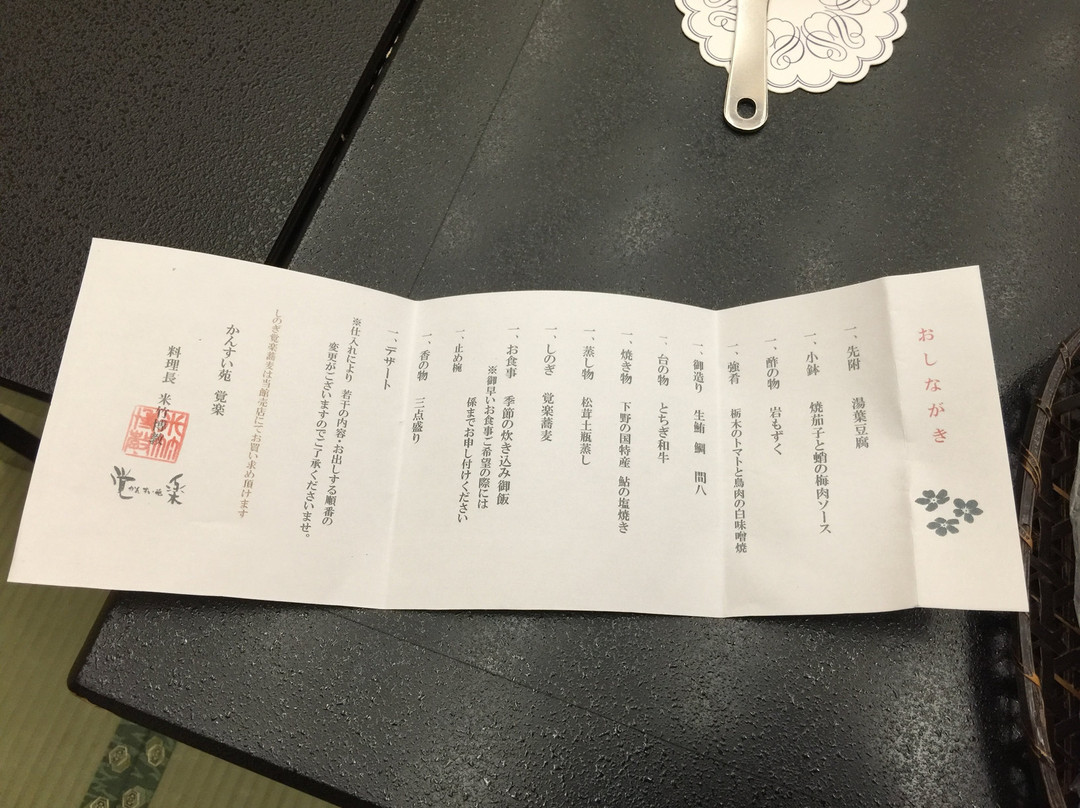 おしながき
一、先附 湯葉豆腐
一、小鉢 焼茄子と蛸の梅肉ソース
一、酢の物 岩もずく
一、強肴 栃木のトマトと鳥肉の白味噌焼
一、御造り 生鮪 鯛 間八
一、台の物 とちぎ和牛
一、焼き物 下野の国特産 鮎の塩焼き
一、蒸し物 松茸土瓶蒸し
一、しのぎ 覚楽蕎麦
一、お食事 季節の炊き込み御飯
※御早いお食事ご希望の際には
係までお申し付けください
一、止め椀
一、香の物 三点盛り
一、デザート
※仕入れにより 若干の内容・お出しする順番の
変更がございますのでご了承くださいませ。
しのぎ覚楽蕎麦は当館売店にてお買い求め頂けます
かんすい苑 覚楽
料理長 米竹
覚かんすい苑楽